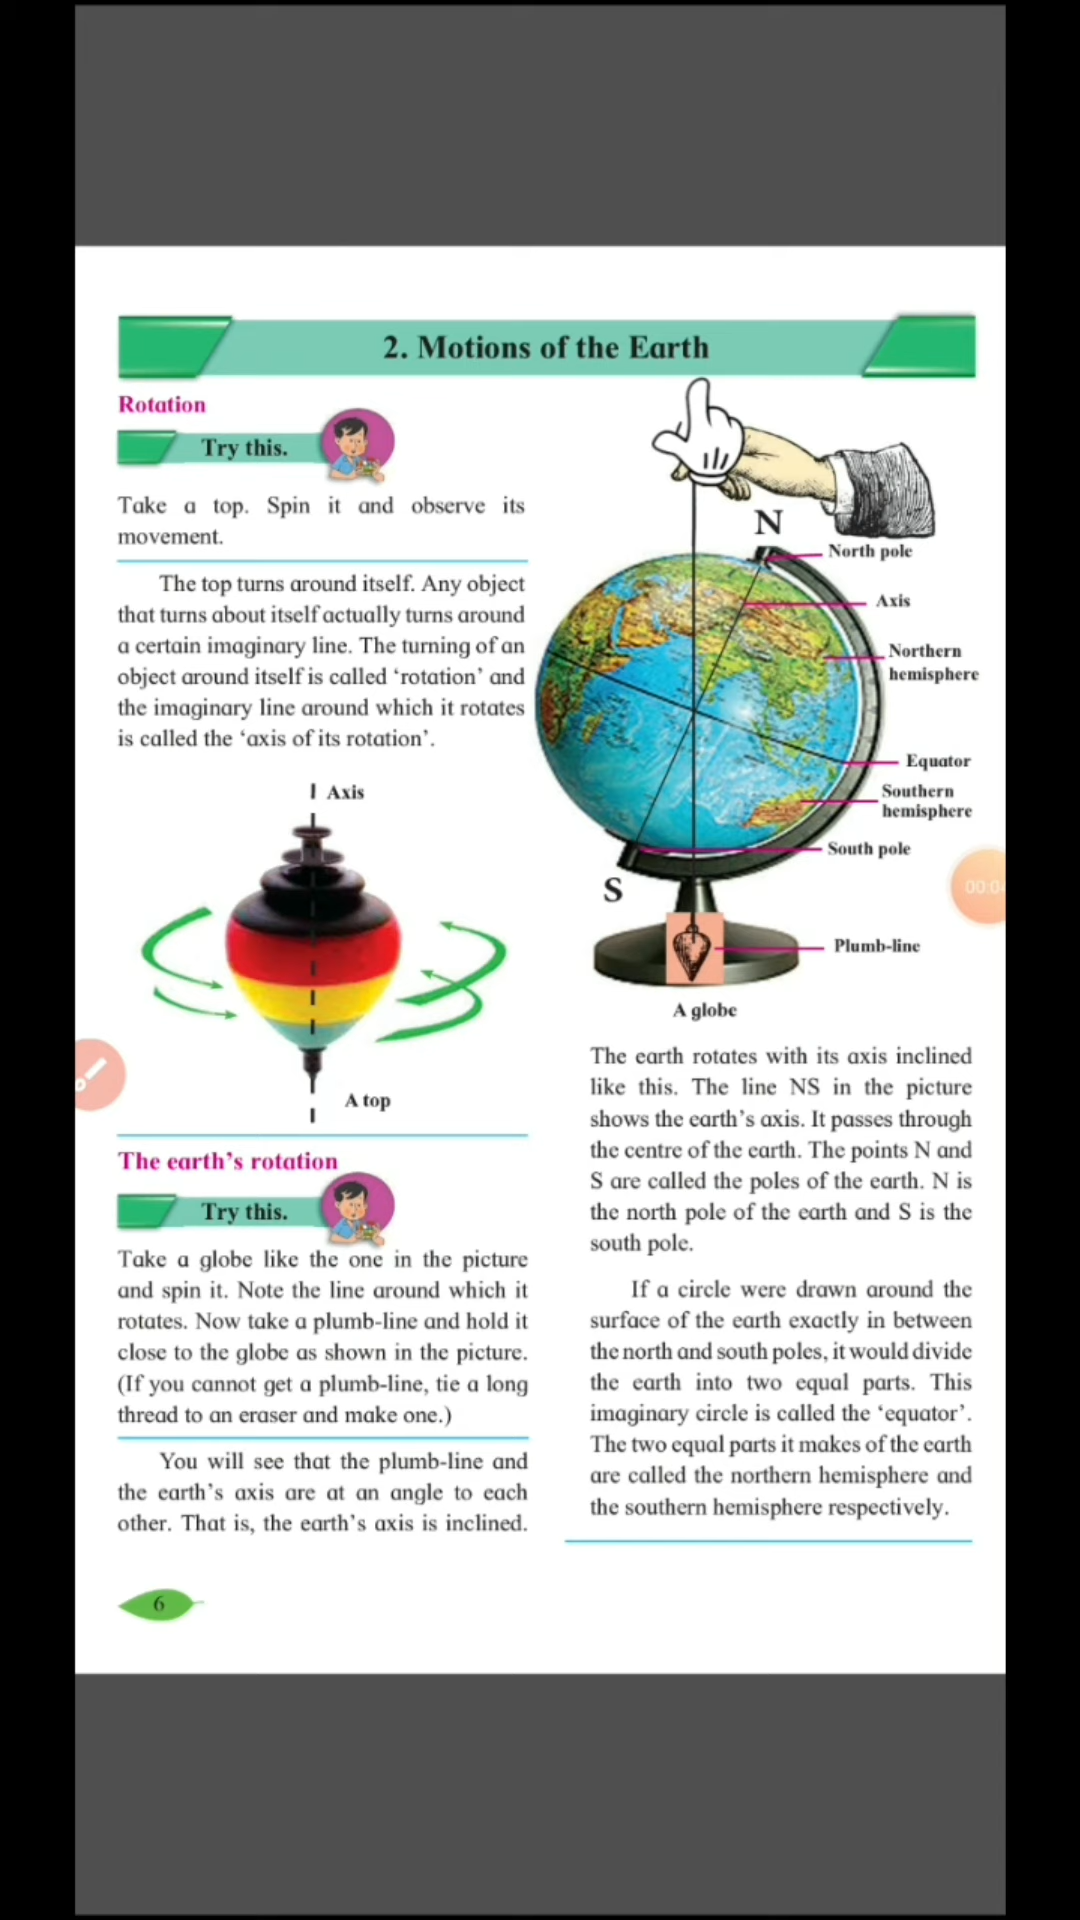 2. Motions of the Earth
Rotation
Try this.
Take a top. Spin it and observe its
movement.
The top turns around itself. Any object
that turns about itself actually turns around
a certain imaginary line. The turning of an
object around itself is called ‘rotation’ and
the imaginary line around which it rotates
is called the ‘axis of its rotation’.
Axis
A top
The earth’s rotation
Try this.
Take a globe like the one in the picture
and spin it. Note the line around which it
rotates. Now take a plumb-line and hold it
close to the globe as shown in the picture.
(If you cannot get a plumb-line, tie a long
thread to an eraser and make one.)
You will see that the plumb-line and
the earth’s axis are at an angle to each
other. That is, the earth’s axis is inclined.
6
N
North pole
Axis
Northern
hemisphere
Equator
Southern
hemisphere
South pole
S
Plumb-line
A globe
The earth rotates with its axis inclined
like this. The line NS in the picture
shows the earth’s axis. It passes through
the centre of the earth. The points N and
S are called the poles of the earth. N is
the north pole of the earth and S is the
south pole.
If a circle were drawn around the
surface of the earth exactly in between
the north and south poles, it would divide
the earth into two equal parts. This
imaginary circle is called the ‘equator’.
The two equal parts it makes of the earth
are called the northern hemisphere and
the southern hemisphere respectively.